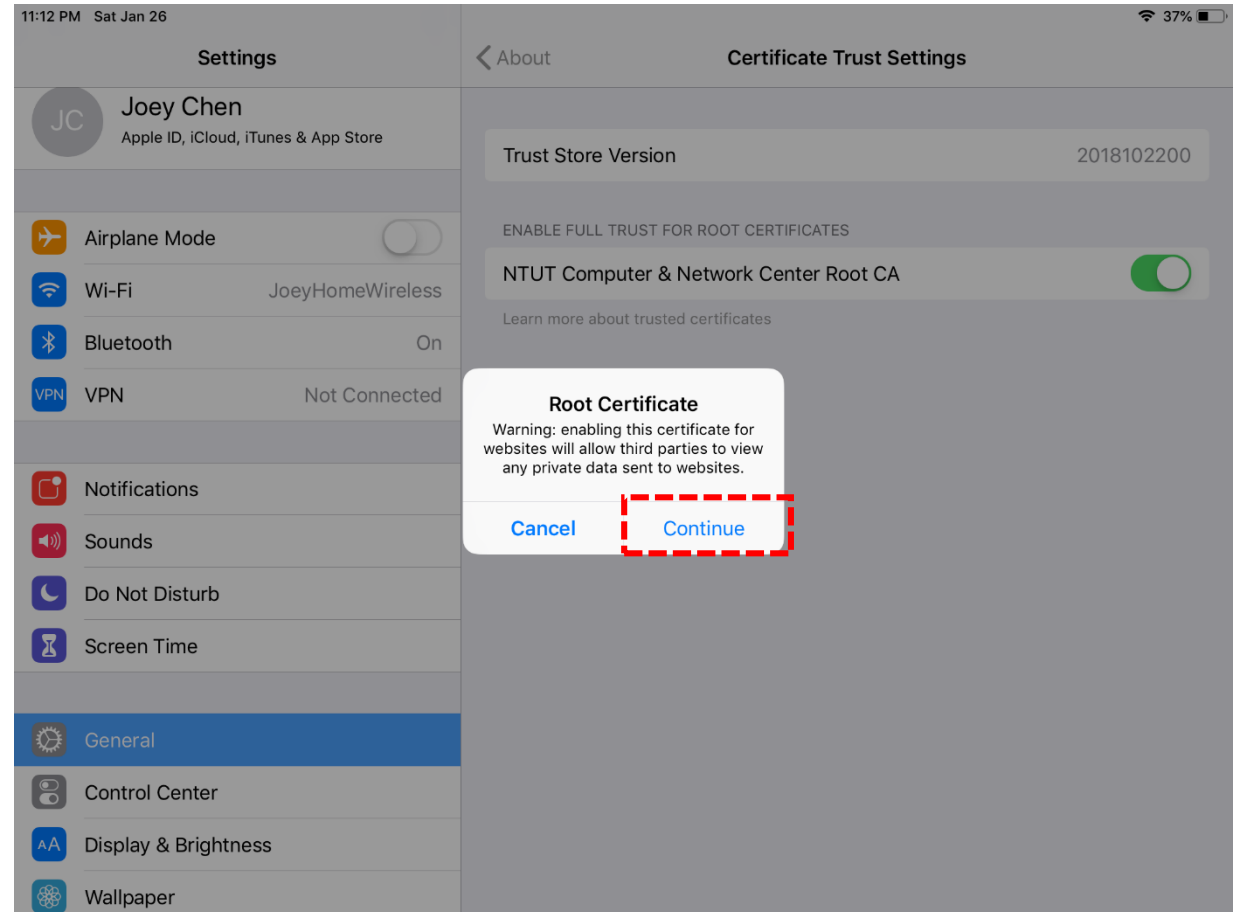 11:12 PM Sat Jan 26
37%
Settings
About
Certificate Trust Settings
JC
Joey Chen
Apple ID, iCloud, iTunes & App Store
Trust Store Version
2018102200
Airplane Mode
ENABLE FULL TRUST FOR ROOT CERTIFICATES
Wi-Fi
JoeyHomeWireless
NTUT Computer & Network Center Root CA
Learn more about trusted certificates
Bluetooth
On
VPN
VPN
Not Connected
Root Certificate
Warning: enabling this certificate for
websites will allow third parties to view
any private data sent to websites.
Cancel
Continue
Notifications
Sounds
Do Not Disturb
Screen Time
General
Control Center
AA
Display & Brightness
Wallpaper